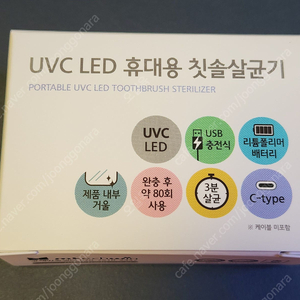 UVC LED 휴대용 칫솔살균기
PORTABLE UVC LED TOOTHBRUSH STERILIZER
UVC
LED
USB
충전식
리튬폴리머
배터리
제품 내부
거울
완충 후
약 80회
사용
3분
살균
C-type
※ 케이블 미포함